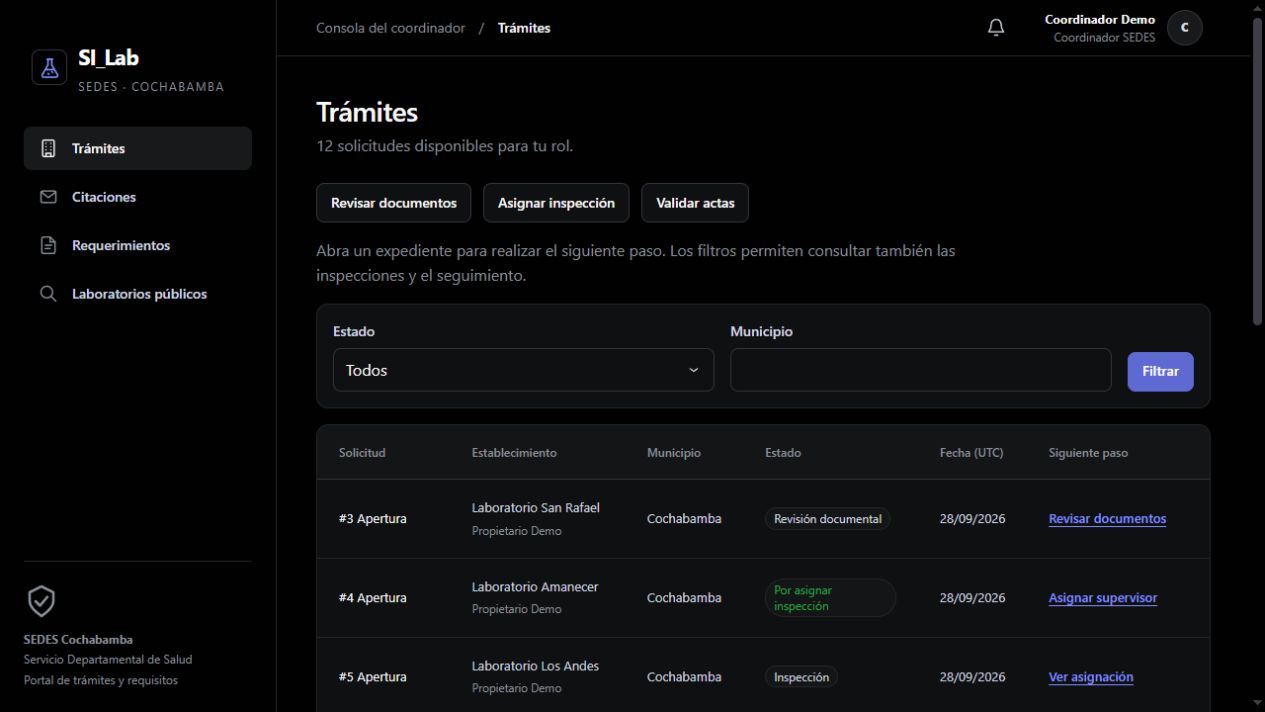 SI_Lab
SEDES - COCHABAMBA
Trámites
Citaciones
Requerimientos
Laboratorios públicos
SEDES Cochabamba
Servicio Departamental de Salud
Portal de trámites y requisitos
Consola del coordinador / Trámites
Coordinador Demo
Coordinador SEDES
C
Trámites
12 solicitudes disponibles para tu rol.
Revisar documentos Asignar inspección Validar actas
Abra un expediente para realizar el siguiente paso. Los filtros permiten consultar también las
inspecciones y el seguimiento.
Estado Municipio
Todos Filtrar
Solicitud Establecimiento Municipio Estado Fecha (UTC) Siguiente paso
#3 Apertura Laboratorio San Rafael Cochabamba Revisión documental 28/09/2026 Revisar documentos
Propietario Demo
#4 Apertura Laboratorio Amanecer Cochabamba Por asignar 28/09/2026 Asignar supervisor
Propietario Demo inspección
#5 Apertura Laboratorio Los Andes Cochabamba Inspección 28/09/2026 Ver asignación
Propietario Demo